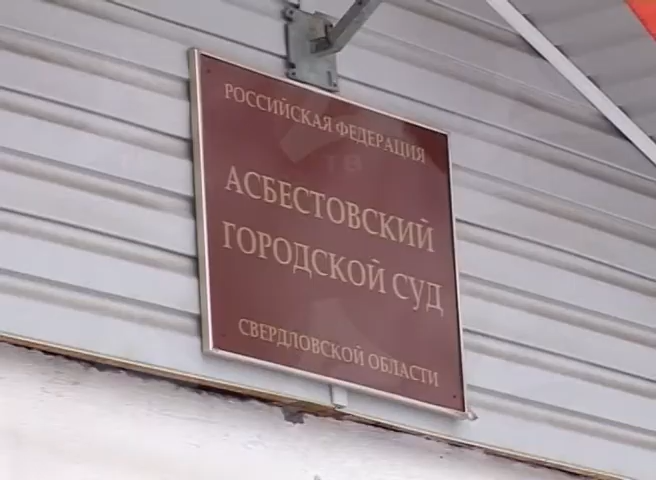 РОССИЙСКАЯ ФЕДЕРАЦИЯ
АСБЕСТОВСКИЙ
ГОРОДСКОЙ СУД
СВЕРДЛОВСКОЙ ОБЛАСТИ